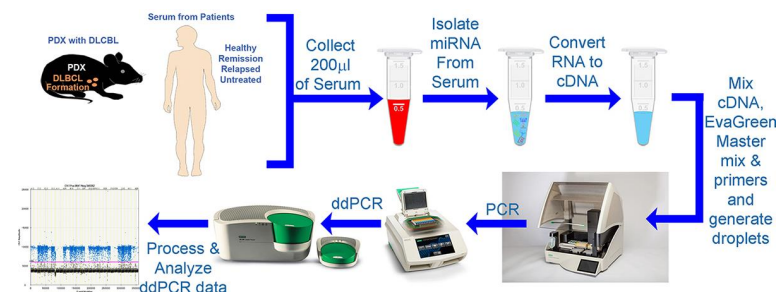 PDX with DLCBL
PDX
DLBCL
Formation
Serum from Patients
Healthy
Remission
Relapsed
Untreated
Collect
200µl
of Serum
0.5
Isolate
miRNA
From
Serum
Convert
RNA to
cDNA
Mix
cDNA,
EvaGreen
Master
mix &
primers
and
generate
droplets
PCR
ddPCR
Process &
Analyze
ddPCR data